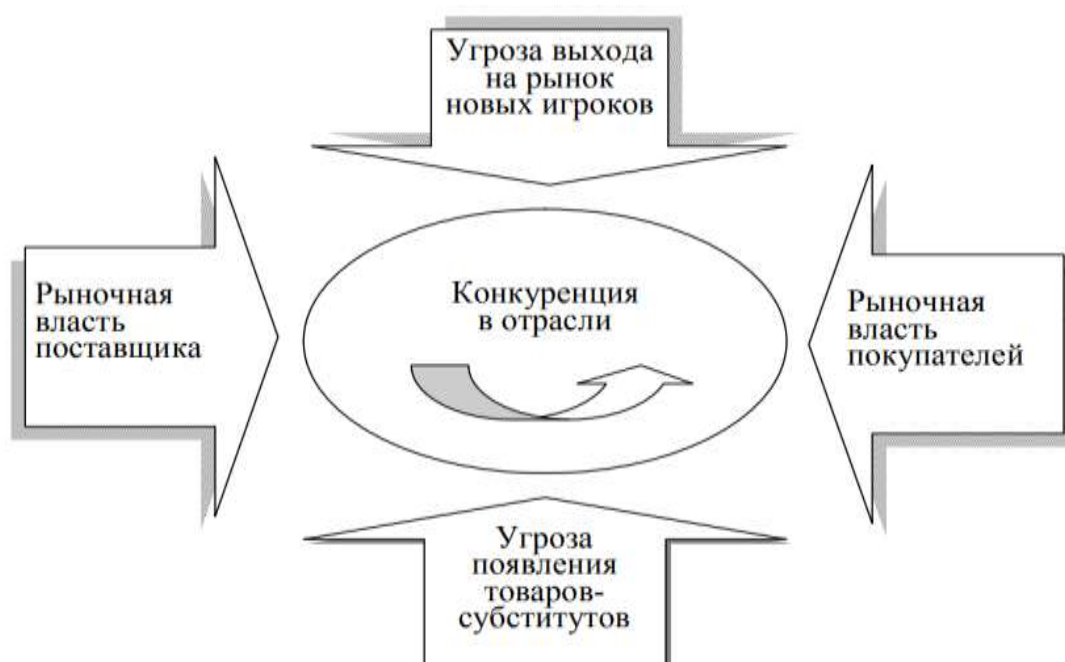 Угроза выхода
на рынок
новых игроков
Рыночная
власть
поставщика
Конкуренция
в отрасли
Рыночная
власть
покупателей
Угроза
появления
товаров-
субститутов